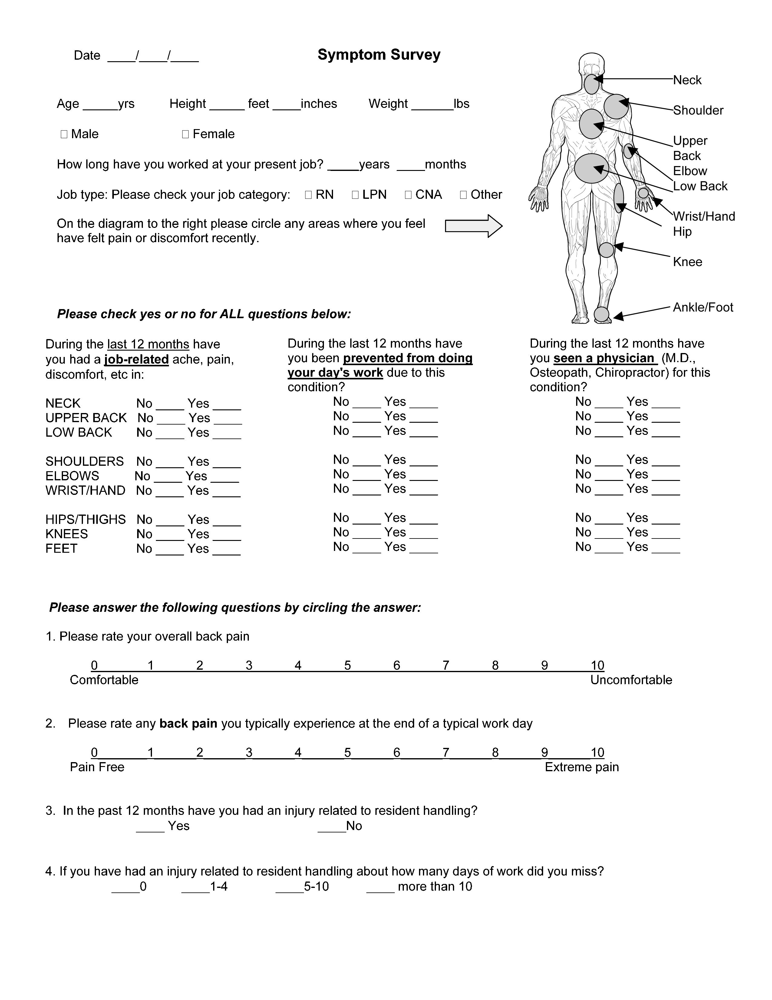 Date ____/____/____
Symptom Survey
Age _____yrs Height _____ feet ____inches Weight ______lbs
□ Male □ Female
How long have you worked at your present job? ____years ____months
Job type: Please check your job category: □ RN □ LPN □ CNA □ Other
On the diagram to the right please circle any areas where you feel
have felt pain or discomfort recently.
Neck
Shoulder
Upper
Back
Elbow
Low Back
Wrist/Hand
Hip
Knee
Ankle/Foot
Please check yes or no for ALL questions below:
During the last 12 months have
you had a job-related ache, pain,
discomfort, etc in:
NECK No ____ Yes ____
UPPER BACK No ____ Yes ____
LOW BACK No ____ Yes ____
SHOULDERS No ____ Yes ____
ELBOWS No ____ Yes ____
WRIST/HAND No ____ Yes ____
HIPS/THIGHS No ____ Yes ____
KNEES No ____ Yes ____
FEET No ____ Yes ____
During the last 12 months have
you been prevented from doing
your day's work due to this
condition?
No ____ Yes ____
No ____ Yes ____
No ____ Yes ____
No ____ Yes ____
No ____ Yes ____
No ____ Yes ____
No ____ Yes ____
No ____ Yes ____
No ____ Yes ____
During the last 12 months have
you seen a physician (M.D.,
Osteopath, Chiropractor) for this
condition?
No ____ Yes ____
No ____ Yes ____
No ____ Yes ____
No ____ Yes ____
No ____ Yes ____
No ____ Yes ____
No ____ Yes ____
No ____ Yes ____
No ____ Yes ____
Please answer the following questions by circling the answer:
1. Please rate your overall back pain
0 1 2 3 4 5 6 7 8 9 10
Comfortable Uncomfortable
2. Please rate any back pain you typically experience at the end of a typical work day
0 1 2 3 4 5 6 7 8 9 10
Pain Free Extreme pain
3. In the past 12 months have you had an injury related to resident handling?
____ Yes ____No
4. If you have had an injury related to resident handling about how many days of work did you miss?
____0 ____1-4 ____5-10 ____ more than 10